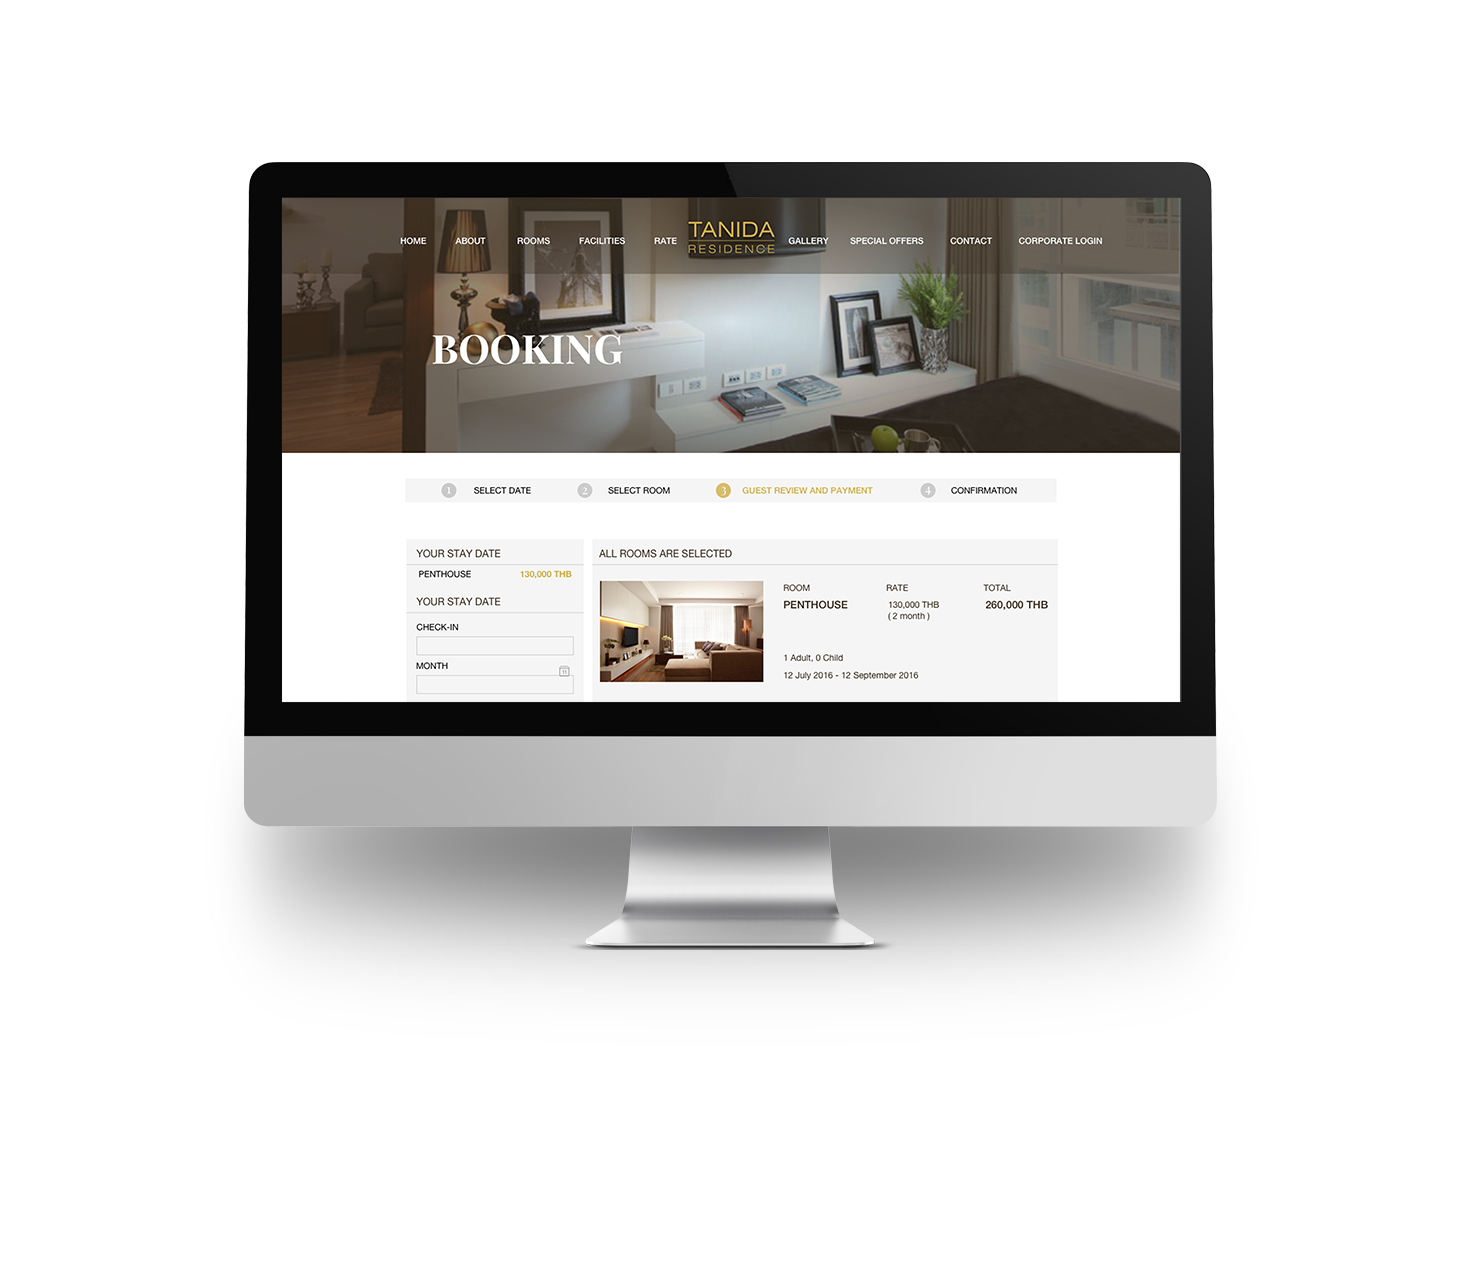 HOME ABOUT ROOMS FACILITIES RATE TANIDA RESIDENCE GALLERY SPECIAL OFFERS CONTACT CORPORATE LOGIN
BOOKING
1 SELECT DATE 2 SELECT ROOM 3 GUEST REVIEW AND PAYMENT 4 CONFIRMATION
YOUR STAY DATE
PENTHOUSE 130,000 THB
YOUR STAY DATE
CHECK-IN
MONTH
ALL ROOMS ARE SELECTED
ROOM RATE TOTAL
PENTHOUSE 130,000 THB 260,000 THB
( 2 month )
1 Adult, 0 Child
12 July 2016 - 12 September 2016